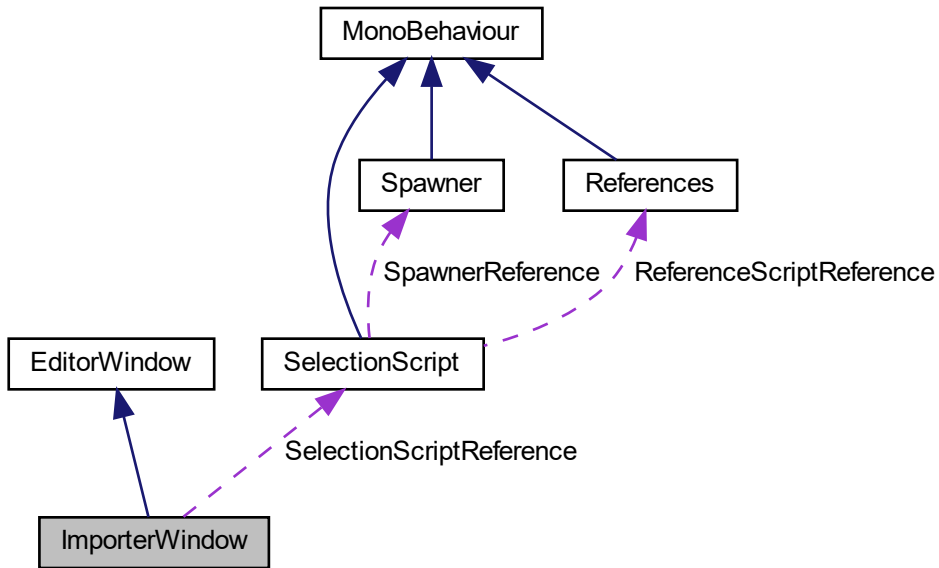 MonoBehaviour
Spawner
References
SpawnerReference
ReferenceScriptReference
EditorWindow
SelectionScript
SelectionScriptReference
ImporterWindow